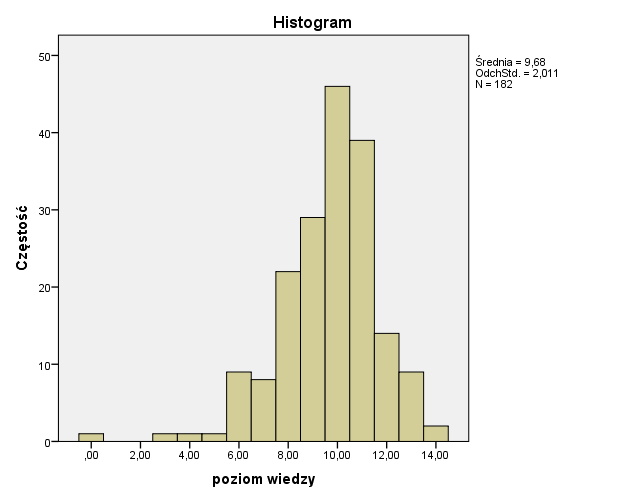 Histogram
Średnia = 9,68
OdchStd. = 2,011
N = 182
50
40
30
20
10
0
Częstość
,00
2,00
4,00
6,00
8,00
10,00
12,00
14,00
poziom wiedzy